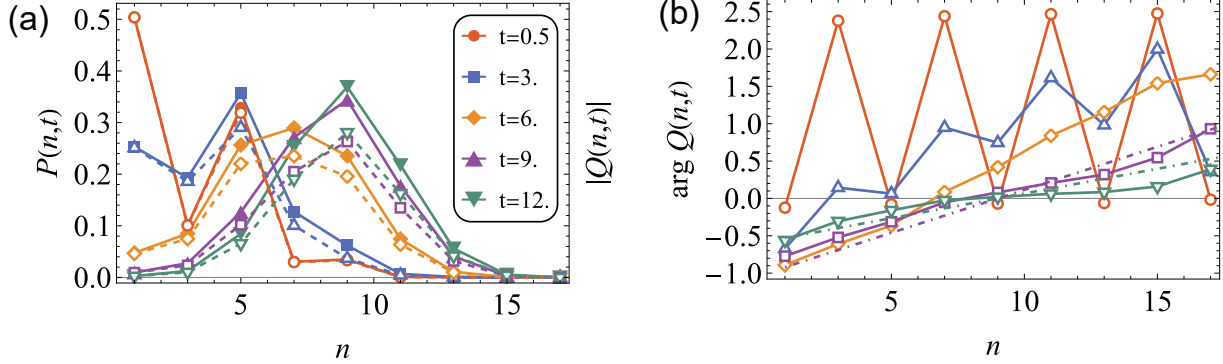 (a)
P(n,t)
0.5
0.4
0.3
0.2
0.1
0.0
5
10
15
n
t=0.5
t=3.
t=6.
t=9.
t=12.
|Q(n,t)|
(b)
arg Q(n,t)
2.5
2.0
1.5
1.0
0.5
0.0
−0.5
−1.0
5
10
15
n